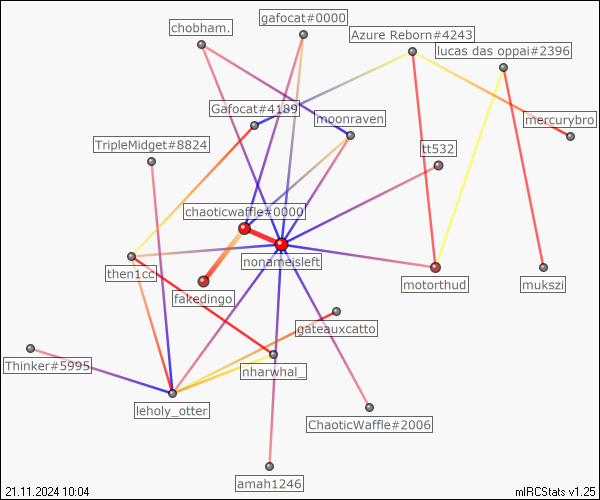 gafocat#0000
chobham.
Azure Reborn#4243
lucas das oppai#2396
Gafocat#4189
moonraven
mercurybro
TripleMidget#8824
tt532
chaoticwaffle#0000
nonameisleft
then1cc
fakedingo
motorthud
mukszi
gateauxcatto
Thinker#5995
nharwhal_
leholy_otter
ChaoticWaffle#2006
amah1246
21.11.2024 10:04
mIRCStats v1.25